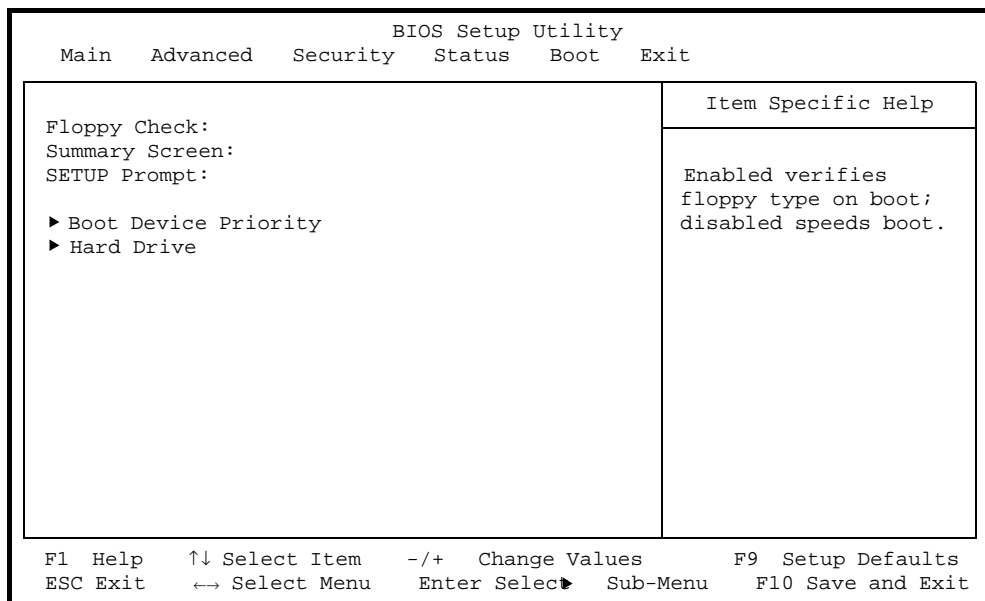 BIOS Setup Utility
Main Advanced Security Status Boot Exit
Item Specific Help
Floppy Check:
Summary Screen:
SETUP Prompt:
▶ Boot Device Priority
▶ Hard Drive
Enabled verifies
floppy type on boot;
disabled speeds boot.
F1 Help ↑↓ Select Item -/+ Change Values F9 Setup Defaults
ESC Exit ←→ Select Menu Enter Select▶ Sub-Menu F10 Save and Exit